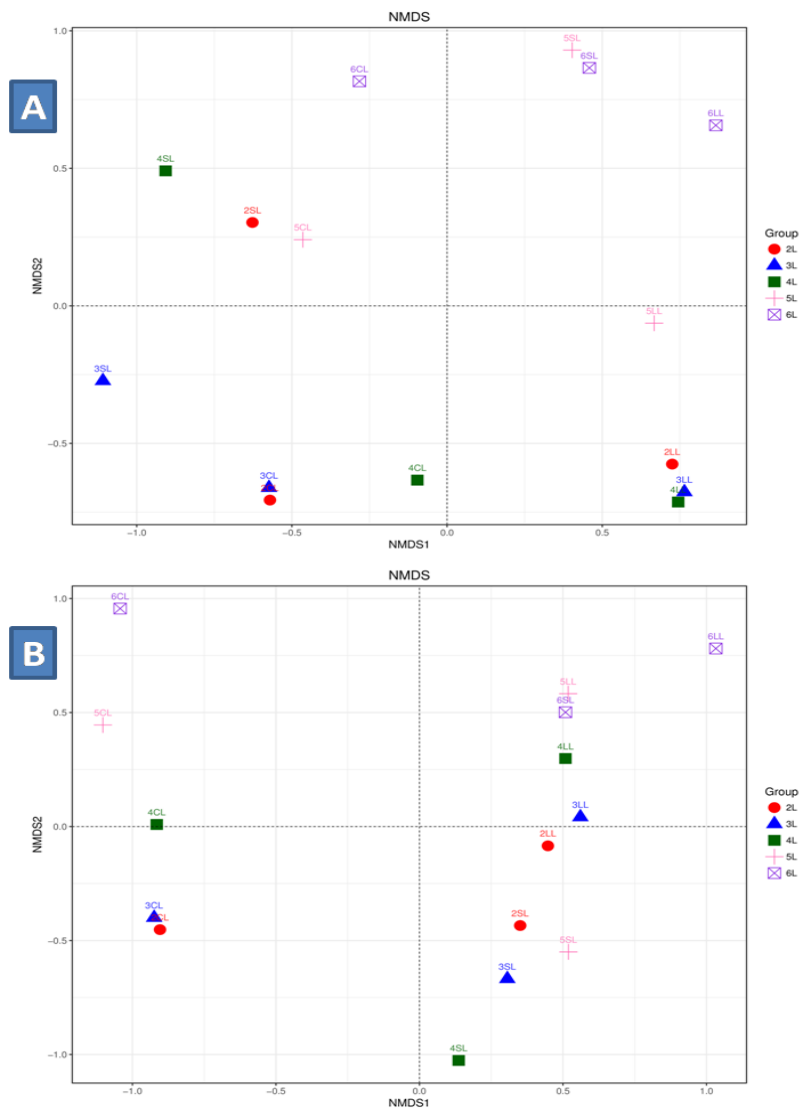 NMDS
A
1.0
0.5
0.0
−0.5
NMDS2
5SL
6SL
6CL
6LL
4SL
2SL
5CL
5LL
3SL
2LL
3CL
4CL
3LL
−1.0 −0.5 0.0 0.5
NMDS1
Group
2L
3L
4L
5L
6L
NMDS
B
1.0
0.5
0.0
−0.5
−1.0
NMDS2
6CL
6LL
5LL
6SL
5CL
4LL
3LL
4CL
2LL
3CL
2SL
5SL
3SL
4SL
−1.0 −0.5 0.0 0.5 1.0
NMDS1
Group
2L
3L
4L
5L
6L